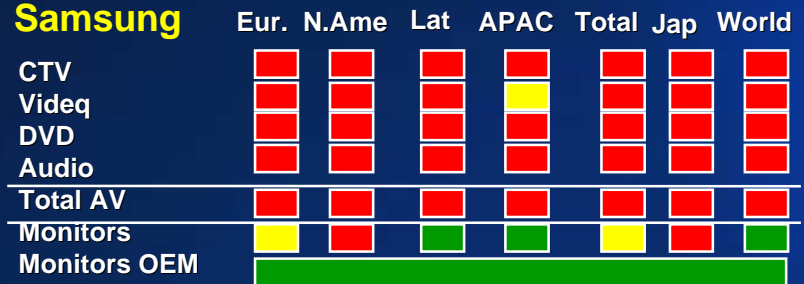 Samsung Eur. N.Ame Lat APAC Total Jap World
CTV
Videq
DVD
Audio
Total AV
Monitors
Monitors OEM